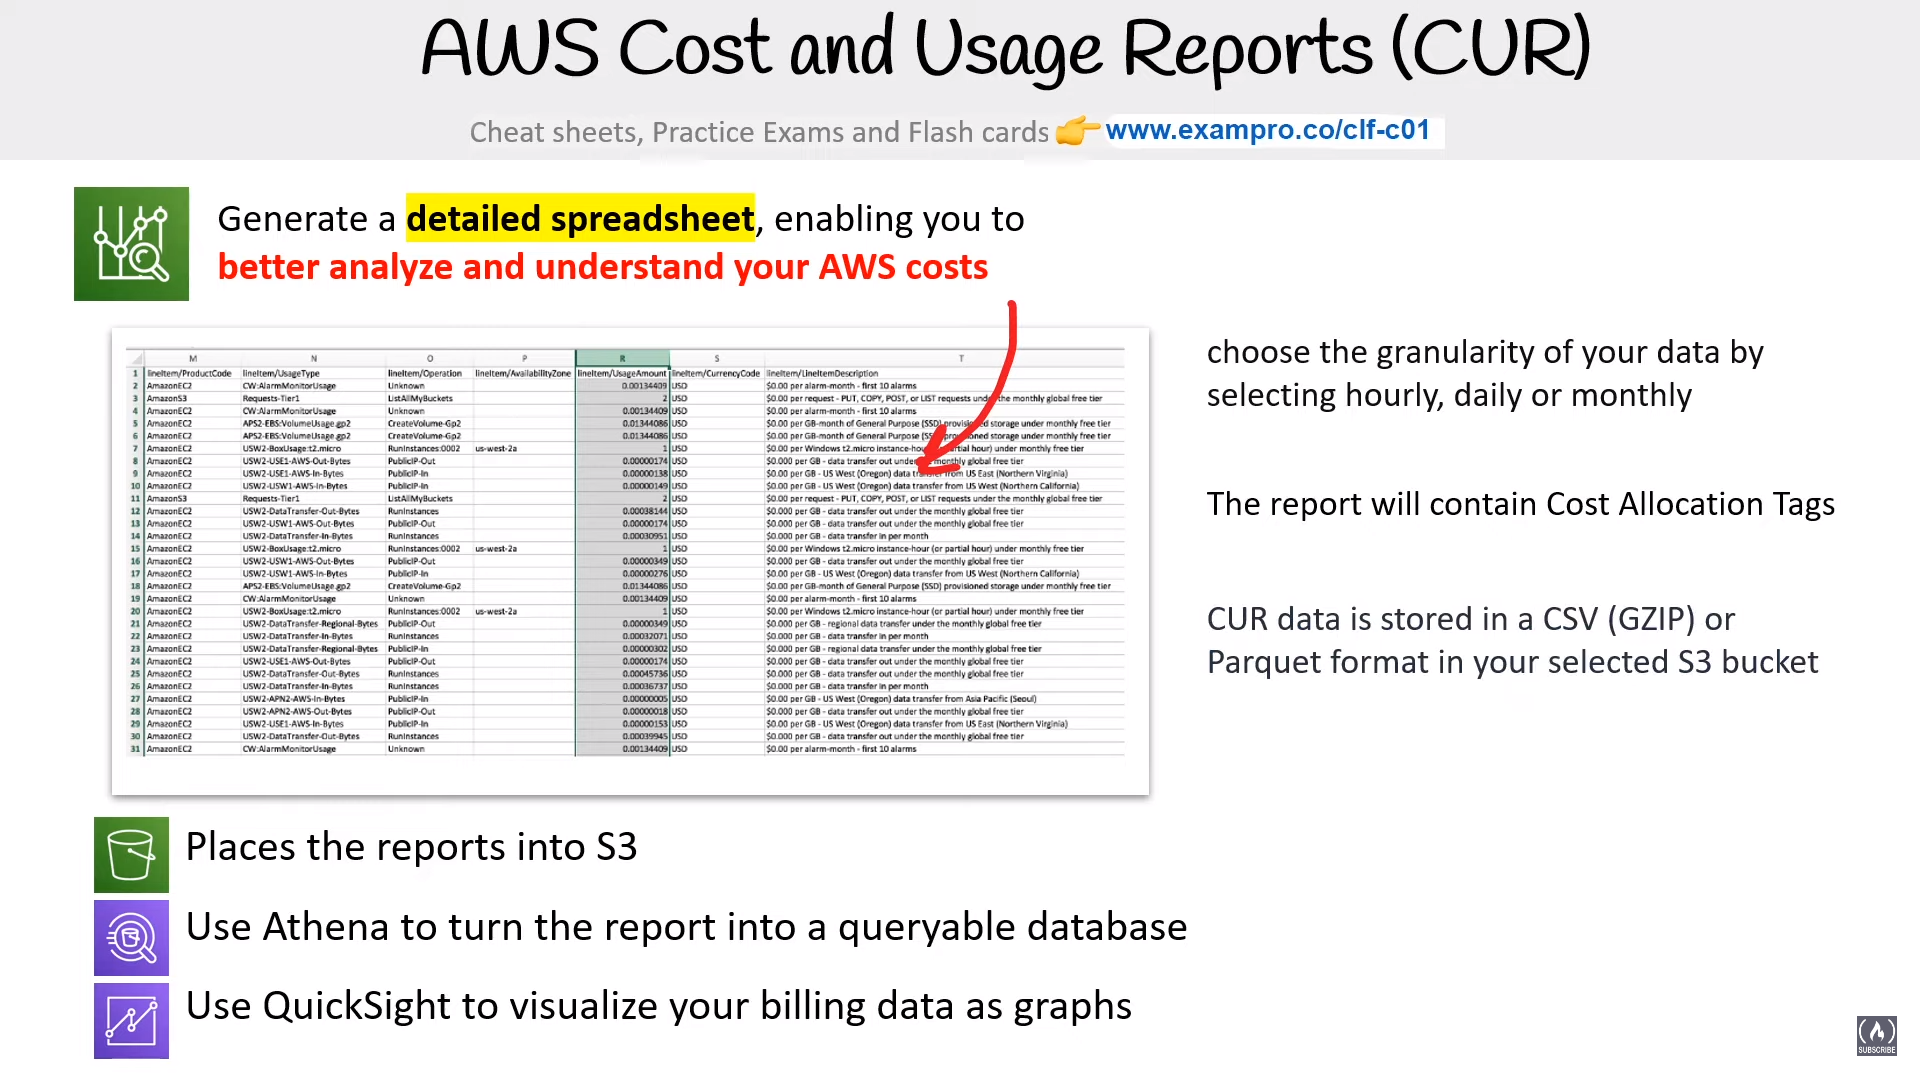 AWS Cost and Usage Reports (CUR)
Cheat sheets, Practice Exams and Flash cards 👉 www.exampro.co/clf-c01
Generate a detailed spreadsheet, enabling you to
better analyze and understand your AWS costs
M N O P R S T
1 lineItem/ProductCode lineItem/UsageType lineItem/Operation lineItem/AvailabilityZone lineItem/UsageAmount lineItem/CurrencyCode lineItem/LineItemDescription
2 AmazonEC2 CW:AlarmMonitorUsage Unknown 0.00134409 USD $0.00 per alarm-month - first 10 alarms
3 AmazonS3 Requests-Tier1 ListAllMyBuckets 2 USD $0.00 per request - PUT, COPY, POST, or LIST requests under the monthly global free tier
4 AmazonEC2 CW:AlarmMonitorUsage Unknown 0.00134409 USD $0.00 per alarm-month - first 10 alarms
5 AmazonEC2 APS2-EBS:VolumeUsage.gp2 CreateVolume-Gp2 0.01344086 USD $0.00 per GB-month of General Purpose (SSD) provisioned storage under monthly free tier
6 AmazonEC2 APS2-EBS:VolumeUsage.gp2 CreateVolume-Gp2 0.01344086 USD $0.00 per GB-month of General Purpose (SSD) provisioned storage under monthly free tier
7 AmazonEC2 USW2-BoxUsage:t2.micro RunInstances:0002 us-west-2a 1 USD $0.00 per Windows t2.micro instance-hour (or partial hour) under monthly free tier
8 AmazonEC2 USW2-USE1-AWS-Out-Bytes PublicIP-Out 0.00000174 USD $0.000 per GB - data transfer out under the monthly global free tier
9 AmazonEC2 USW2-USE1-AWS-In-Bytes PublicIP-In 0.00000138 USD $0.00 per GB - US West (Oregon) data transfer from US East (Northern Virginia)
10 AmazonEC2 USW2-USW1-AWS-In-Bytes PublicIP-In 0.00000149 USD $0.00 per GB - US West (Oregon) data transfer from US West (Northern California)
11 AmazonS3 Requests-Tier1 ListAllMyBuckets 2 USD $0.00 per request - PUT, COPY, POST, or LIST requests under the monthly global free tier
12 AmazonEC2 USW2-DataTransfer-Out-Bytes RunInstances 0.00038144 USD $0.000 per GB - data transfer out under the monthly global free tier
13 AmazonEC2 USW2-USW1-AWS-Out-Bytes PublicIP-Out 0.00000174 USD $0.000 per GB - data transfer out under the monthly global free tier
14 AmazonEC2 USW2-DataTransfer-In-Bytes RunInstances 0.00030951 USD $0.000 per GB - data transfer in per month
15 AmazonEC2 USW2-BoxUsage:t2.micro RunInstances:0002 us-west-2a 1 USD $0.00 per Windows t2.micro instance-hour (or partial hour) under monthly free tier
16 AmazonEC2 USW2-USW1-AWS-Out-Bytes PublicIP-Out 0.00000349 USD $0.000 per GB - data transfer out under the monthly global free tier
17 AmazonEC2 USW2-USW1-AWS-In-Bytes PublicIP-In 0.00000276 USD $0.00 per GB - US West (Oregon) data transfer from US West (Northern California)
18 AmazonEC2 APS2-EBS:VolumeUsage.gp2 CreateVolume-Gp2 0.01344086 USD $0.00 per GB-month of General Purpose (SSD) provisioned storage under monthly free tier
19 AmazonEC2 CW:AlarmMonitorUsage Unknown 0.00134409 USD $0.00 per alarm-month - first 10 alarms
20 AmazonEC2 USW2-BoxUsage:t2.micro RunInstances:0002 us-west-2a 1 USD $0.00 per Windows t2.micro instance-hour (or partial hour) under monthly free tier
21 AmazonEC2 USW2-DataTransfer-Regional-Bytes PublicIP-Out 0.00000349 USD $0.000 per GB - regional data transfer under the monthly global free tier
22 AmazonEC2 USW2-DataTransfer-In-Bytes RunInstances 0.00032071 USD $0.000 per GB - data transfer in per month
23 AmazonEC2 USW2-DataTransfer-Regional-Bytes PublicIP-In 0.00000302 USD $0.000 per GB - regional data transfer under the monthly global free tier
24 AmazonEC2 USW2-USE1-AWS-Out-Bytes PublicIP-Out 0.00000174 USD $0.000 per GB - data transfer out under the monthly global free tier
25 AmazonEC2 USW2-DataTransfer-Out-Bytes RunInstances 0.00045736 USD $0.000 per GB - data transfer out under the monthly global free tier
26 AmazonEC2 USW2-DataTransfer-In-Bytes RunInstances 0.00036737 USD $0.000 per GB - data transfer in per month
27 AmazonEC2 USW2-APN2-AWS-In-Bytes PublicIP-In 0.00000005 USD $0.00 per GB - US West (Oregon) data transfer from Asia Pacific (Seoul)
28 AmazonEC2 USW2-APN2-AWS-Out-Bytes PublicIP-Out 0.00000018 USD $0.000 per GB - data transfer out under the monthly global free tier
29 AmazonEC2 USW2-USE1-AWS-In-Bytes PublicIP-In 0.00000153 USD $0.00 per GB - US West (Oregon) data transfer from US East (Northern Virginia)
30 AmazonEC2 USW2-DataTransfer-Out-Bytes RunInstances 0.00039945 USD $0.000 per GB - data transfer out under the monthly global free tier
31 AmazonEC2 CW:AlarmMonitorUsage Unknown 0.00134409 USD $0.00 per alarm-month - first 10 alarms
choose the granularity of your data by
selecting hourly, daily or monthly
The report will contain Cost Allocation Tags
CUR data is stored in a CSV (GZIP) or
Parquet format in your selected S3 bucket
Places the reports into S3
Use Athena to turn the report into a queryable database
Use QuickSight to visualize your billing data as graphs
SUBSCRIBE